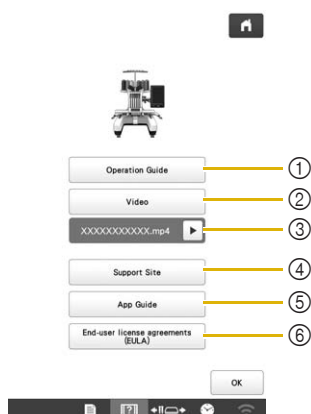 Operation Guide ①
Video ②
XXXXXXXXXXX.mp4 ③
Support Site ④
App Guide ⑤
End-user license agreements
(EULA) ⑥
OK